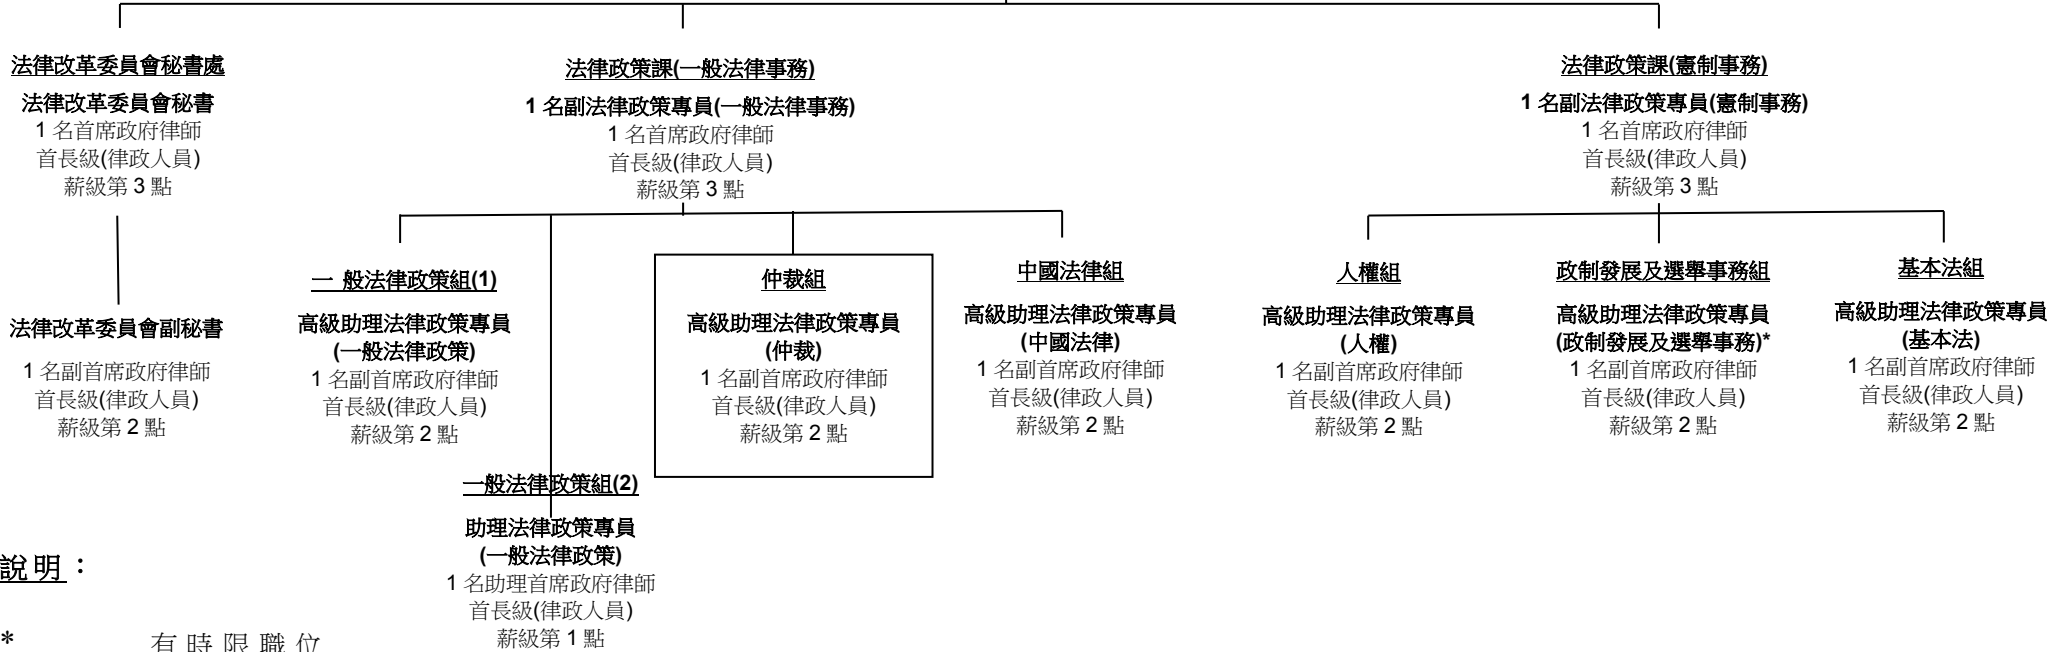 法律改革委員會秘書處
法律改革委員會秘書
1 名首席政府律師
首長級(律政人員)
薪級第 3 點
法律改革委員會副秘書
1 名副首席政府律師
首長級(律政人員)
薪級第 2 點
法律政策課(一般法律事務)
1 名副法律政策專員(一般法律事務)
1 名首席政府律師
首長級(律政人員)
薪級第 3 點
一 般法律政策組(1)
高級助理法律政策專員
(一般法律政策)
1 名副首席政府律師
首長級(律政人員)
薪級第 2 點
一般法律政策組(2)
助理法律政策專員
(一般法律政策)
1 名助理首席政府律師
首長級(律政人員)
薪級第 1 點
仲裁組
高級助理法律政策專員
(仲裁)
1 名副首席政府律師
首長級(律政人員)
薪級第 2 點
中國法律組
高級助理法律政策專員
(中國法律)
1 名副首席政府律師
首長級(律政人員)
薪級第 2 點
法律政策課(憲制事務)
1 名副法律政策專員(憲制事務)
1 名首席政府律師
首長級(律政人員)
薪級第 3 點
人權組
高級助理法律政策專員
(人權)
1 名副首席政府律師
首長級(律政人員)
薪級第 2 點
政制發展及選舉事務組
高級助理法律政策專員
(政制發展及選舉事務)*
1 名副首席政府律師
首長級(律政人員)
薪級第 2 點
基本法組
高級助理法律政策專員
(基本法)
1 名副首席政府律師
首長級(律政人員)
薪級第 2 點
說明：
* 有時限職位